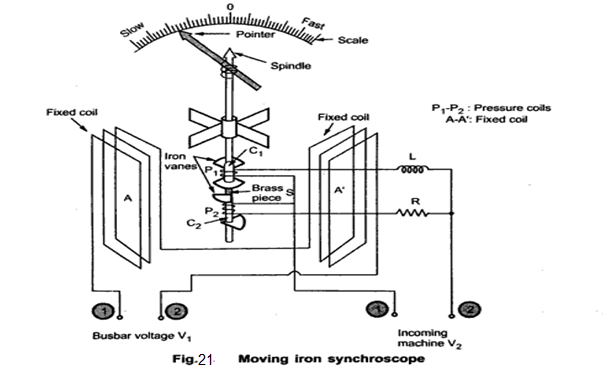 0
Slow
Fast
Pointer
Scale
Spindle
Fixed coil
Fixed coil
P1-P2 : Pressure coils
A-A': Fixed coil
C1
Iron
vanes
P1
L
A
Brass
piece
S
A'
R
P2
C2
1
2
1
2
Busbar voltage V1
Incoming
machine V2
Fig.21 Moving iron synchroscope